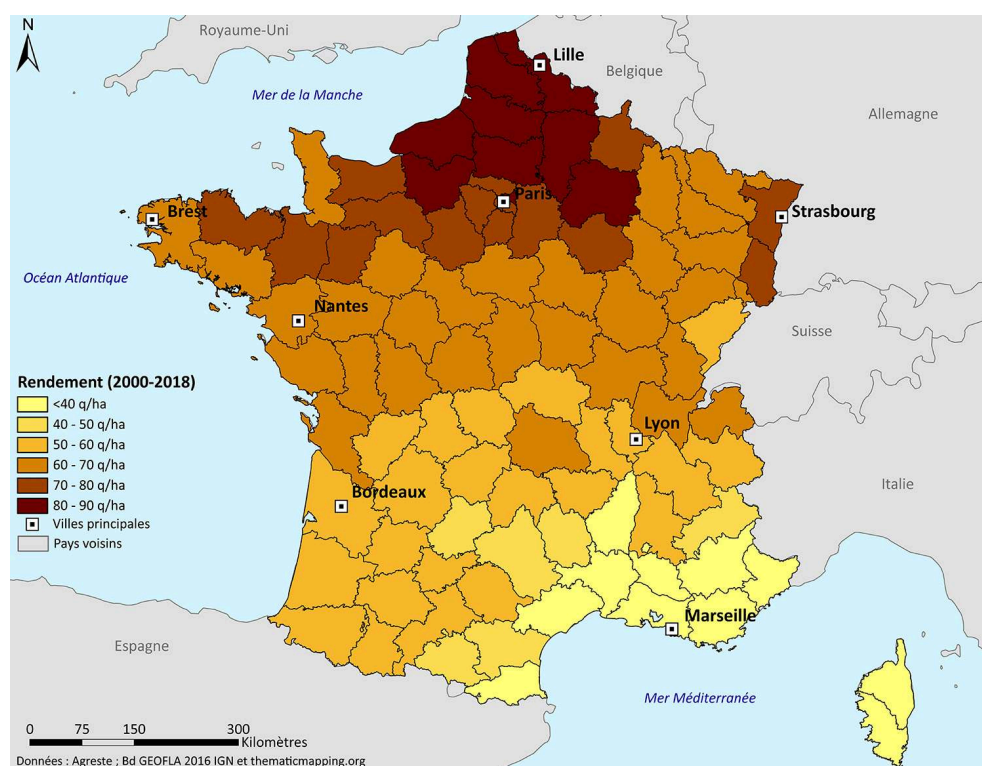 N
Royaume-Uni
Lille
Belgique
Mer de la Manche
Allemagne
Paris
Brest
Strasbourg
Océan Atlantique
Nantes
Suisse
Rendement (2000-2018)
<40 q/ha
40 - 50 q/ha
50 - 60 q/ha
60 - 70 q/ha
70 - 80 q/ha
80 - 90 q/ha
Villes principales
Pays voisins
Lyon
Italie
Bordeaux
Marseille
Espagne
Mer Méditerranée
0 75 150 300
Kilomètres
Données : Agreste ; Bd GEOFLA 2016 IGN et thematicmapping.org